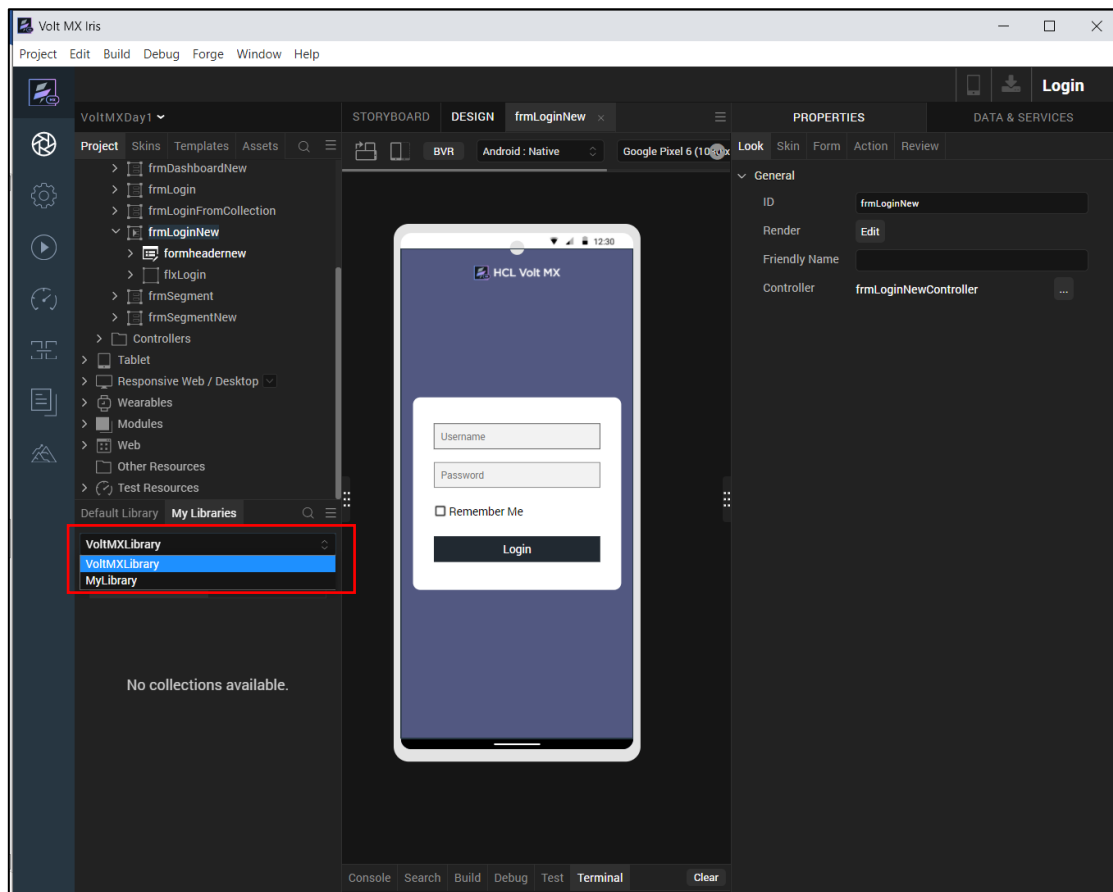 Volt MX Iris
Project Edit Build Debug Forge Window Help
Login
VoltMXDay1
STORYBOARD DESIGN frmLoginNew ×
PROPERTIES DATA & SERVICES
Project Skins Templates Assets
BVR Android : Native Google Pixel 6 (10
Look Skin Form Action Review
frmDashboardNew
frmLogin
frmLoginFromCollection
frmLoginNew
formheadernew
flxLogin
frmSegment
frmSegmentNew
Controllers
Tablet
Responsive Web / Desktop
Wearables
Modules
Web
Other Resources
Test Resources
Default Library My Libraries
VoltMXLibrary
VoltMXLibrary
MyLibrary
No collections available.
12:30
HCL Volt MX
Username
Password
Remember Me
Login
General
ID frmLoginNew
Render Edit
Friendly Name
Controller frmLoginNewController ...
Console Search Build Debug Test Terminal Clear